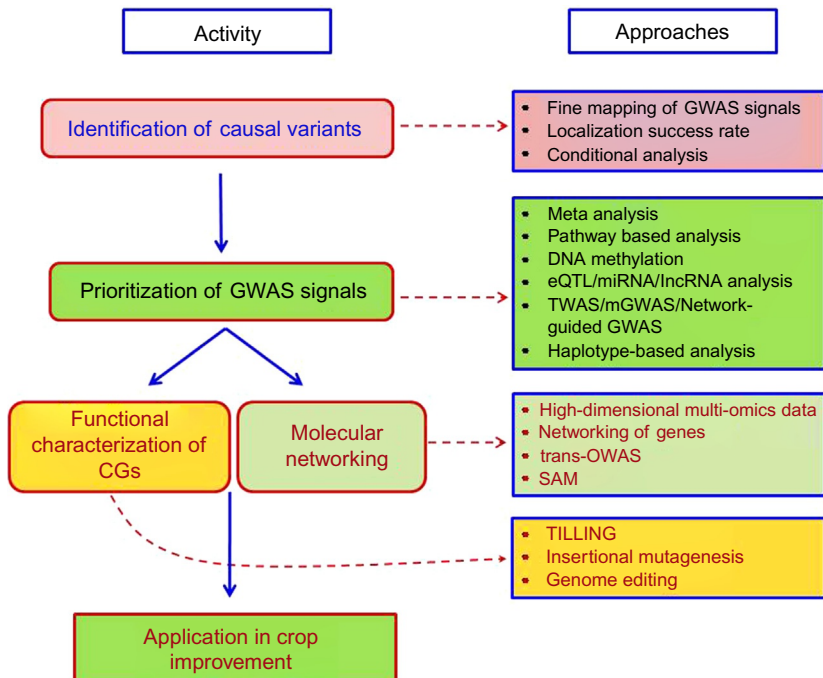 Activity
Approaches
Identification of causal variants
Fine mapping of GWAS signals
Localization success rate
Conditional analysis
Prioritization of GWAS signals
Meta analysis
Pathway based analysis
DNA methylation
eQTL/miRNA/lncRNA analysis
TWAS/mGWAS/Network-
guided GWAS
Haplotype-based analysis
Functional
characterization of
CGs
Molecular
networking
High-dimensional multi-omics data
Networking of genes
trans-OWAS
SAM
TILLING
Insertional mutagenesis
Genome editing
Application in crop
improvement